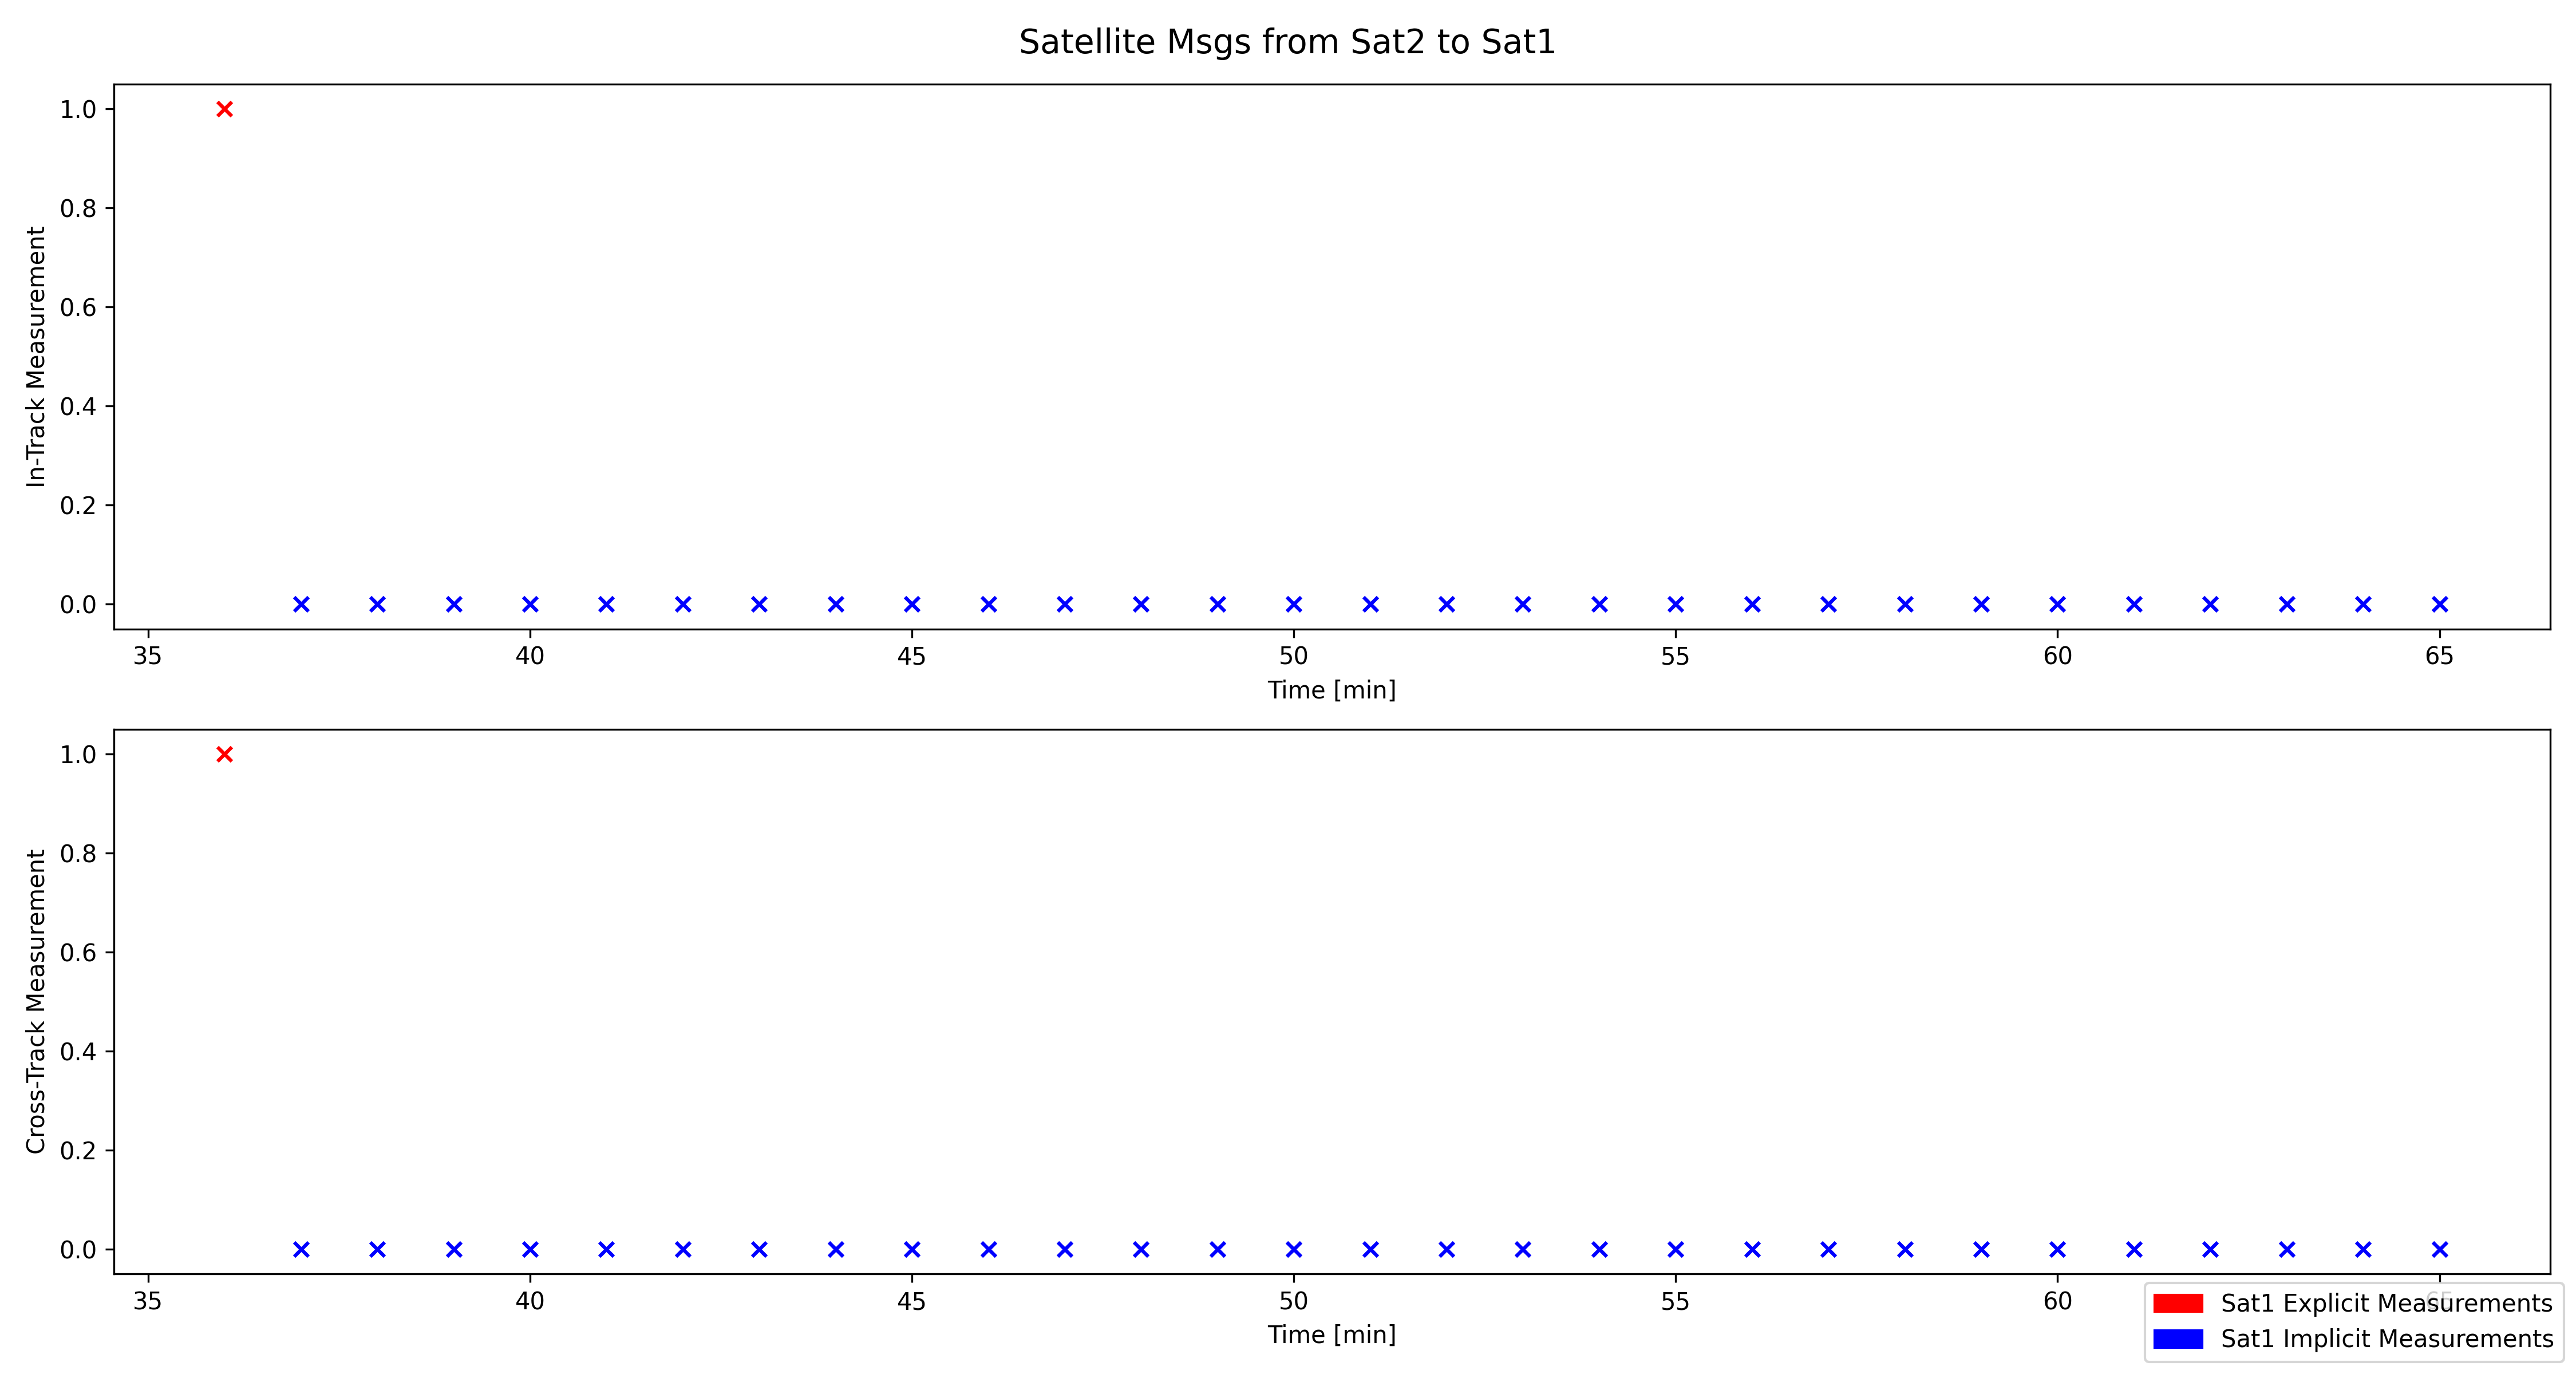 Satellite Msgs from Sat2 to Sat1
1.0
0.8
0.6
0.4
0.2
0.0
In-Track Measurement
35 40 45 50 55 60 65
Time [min]
1.0
0.8
0.6
0.4
0.2
0.0
Cross-Track Measurement
35 40 45 50 55 60 65
Time [min]
Sat1 Explicit Measurements
Sat1 Implicit Measurements